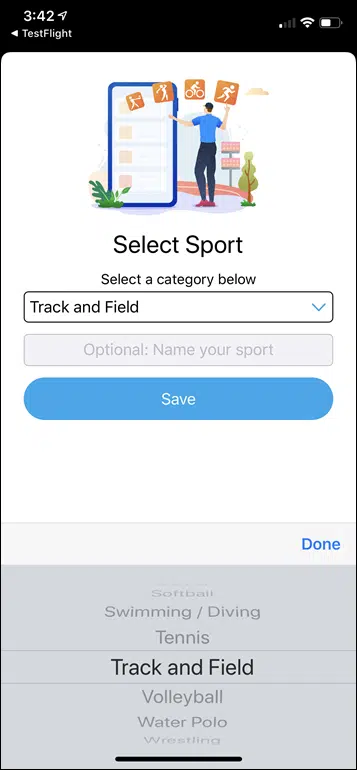 3:42
◀ TestFlight
Select Sport
Select a category below
Track and Field
Optional: Name your sport
Save
Done
Softball
Swimming / Diving
Tennis
Track and Field
Volleyball
Water Polo
Wrestling